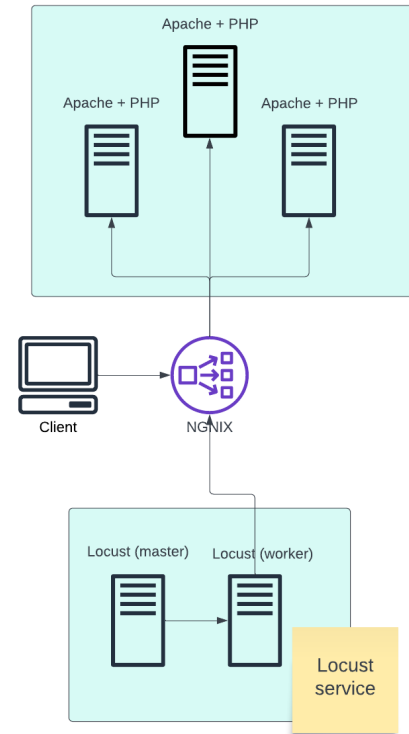 Apache + PHP
Apache + PHP
Apache + PHP
Client
NGNIX
Locust (master)
Locust (worker)
Locust
service